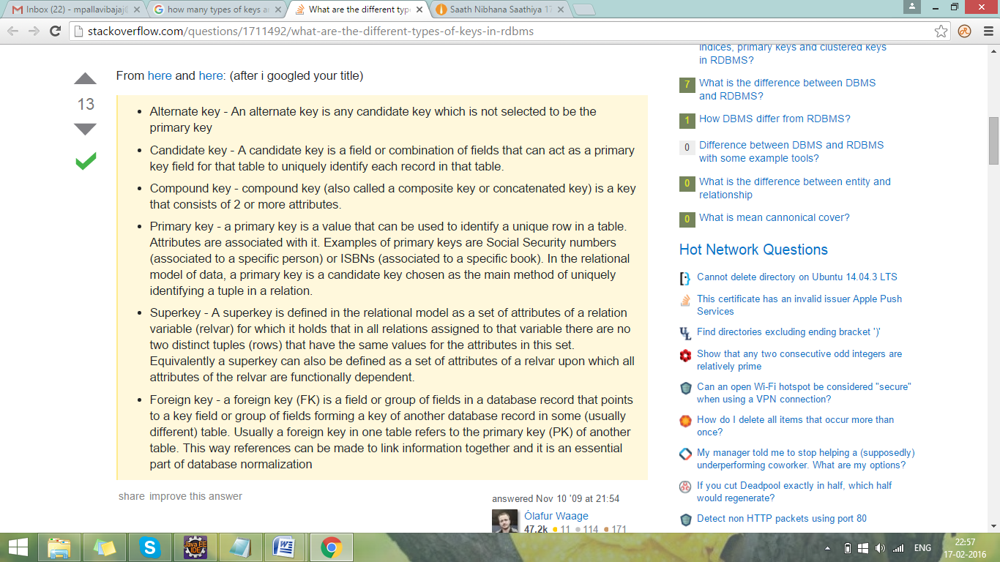 Inbox (22) - mpallavibajaj@
how many types of keys a
What are the different typ
Saath Nibhana Saathiya 17
stackoverflow.com/questions/1711492/what-are-the-different-types-of-keys-in-rdbms
From here and here: (after i googled your title)
13
• Alternate key - An alternate key is any candidate key which is not selected to be the
primary key
• Candidate key - A candidate key is a field or combination of fields that can act as a primary
key field for that table to uniquely identify each record in that table.
• Compound key - compound key (also called a composite key or concatenated key) is a key
that consists of 2 or more attributes.
• Primary key - a primary key is a value that can be used to identify a unique row in a table.
Attributes are associated with it. Examples of primary keys are Social Security numbers
(associated to a specific person) or ISBNs (associated to a specific book). In the relational
model of data, a primary key is a candidate key chosen as the main method of uniquely
identifying a tuple in a relation.
• Superkey - A superkey is defined in the relational model as a set of attributes of a relation
variable (relvar) for which it holds that in all relations assigned to that variable there are no
two distinct tuples (rows) that have the same values for the attributes in this set.
Equivalently a superkey can also be defined as a set of attributes of a relvar upon which all
attributes of the relvar are functionally dependent.
• Foreign key - a foreign key (FK) is a field or group of fields in a database record that points
to a key field or group of fields forming a key of another database record in some (usually
different) table. Usually a foreign key in one table refers to the primary key (PK) of another
table. This way references can be made to link information together and it is an essential
part of database normalization
share improve this answer
answered Nov 10 '09 at 21:54
Ólafur Waage
47.2k 11 114 171
indices, primary keys and clustered keys
in RDBMS?
7 What is the difference between DBMS
and RDBMS?
1 How DBMS differ from RDBMS?
0 Difference between DBMS and RDBMS
with some example tools?
0 What is the difference between entity and
relationship
0 What is mean cannonical cover?
Hot Network Questions
Cannot delete directory on Ubuntu 14.04.3 LTS
This certificate has an invalid issuer Apple Push
Services
Find directories excluding ending bracket ')'
Show that any two consecutive odd integers are
relatively prime
Can an open Wi-Fi hotspot be considered "secure"
when using a VPN connection?
How do I delete all items that occur more than
once?
My manager told me to stop helping a (supposedly)
underperforming coworker. What are my options?
If you cut Deadpool exactly in half, which half
would regenerate?
Detect non HTTP packets using port 80
Java EE
IDE
ENG
22:57
17-02-2016